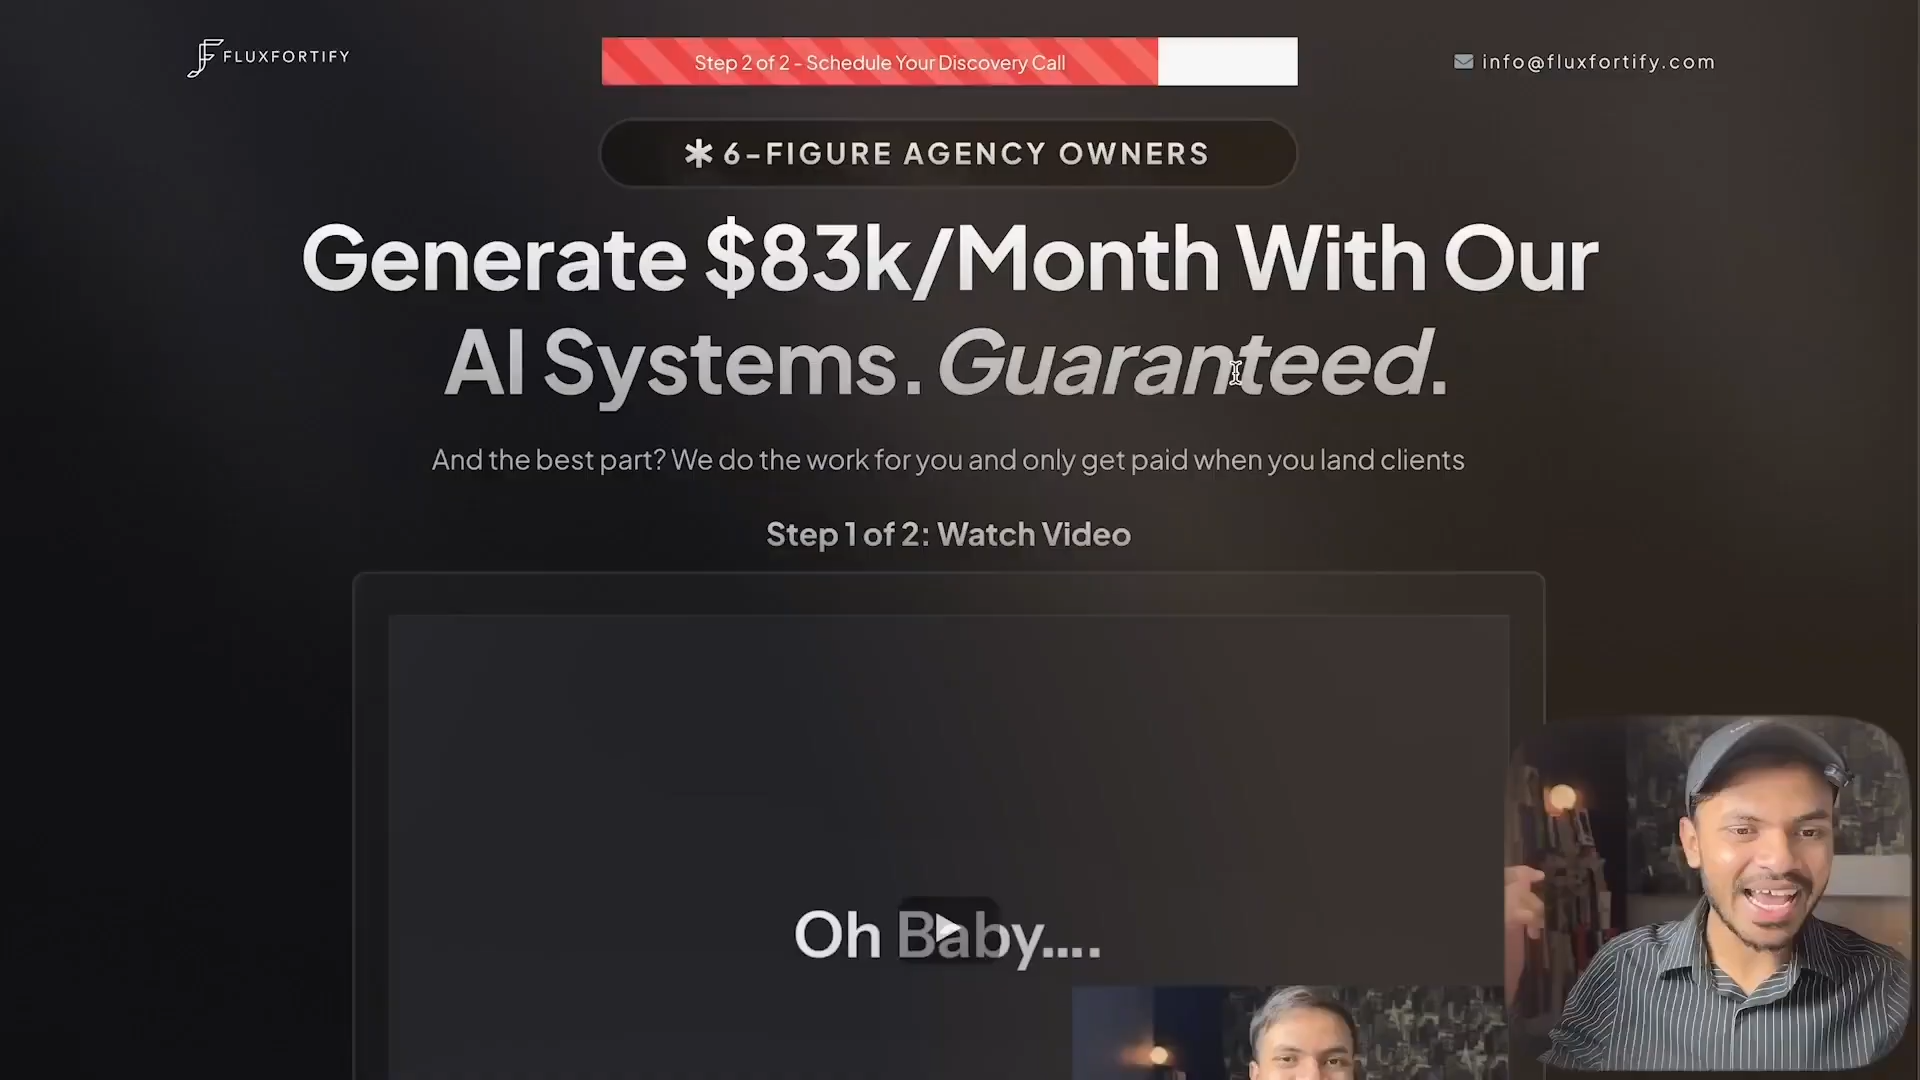 FLUXFORTIFY
Step 2 of 2 - Schedule Your Discovery Call
info@fluxfortify.com
6-FIGURE AGENCY OWNERS
Generate $83k/Month With Our
AI Systems. Guaranteed.
And the best part? We do the work for you and only get paid when you land clients
Step 1 of 2: Watch Video
Oh Baby....